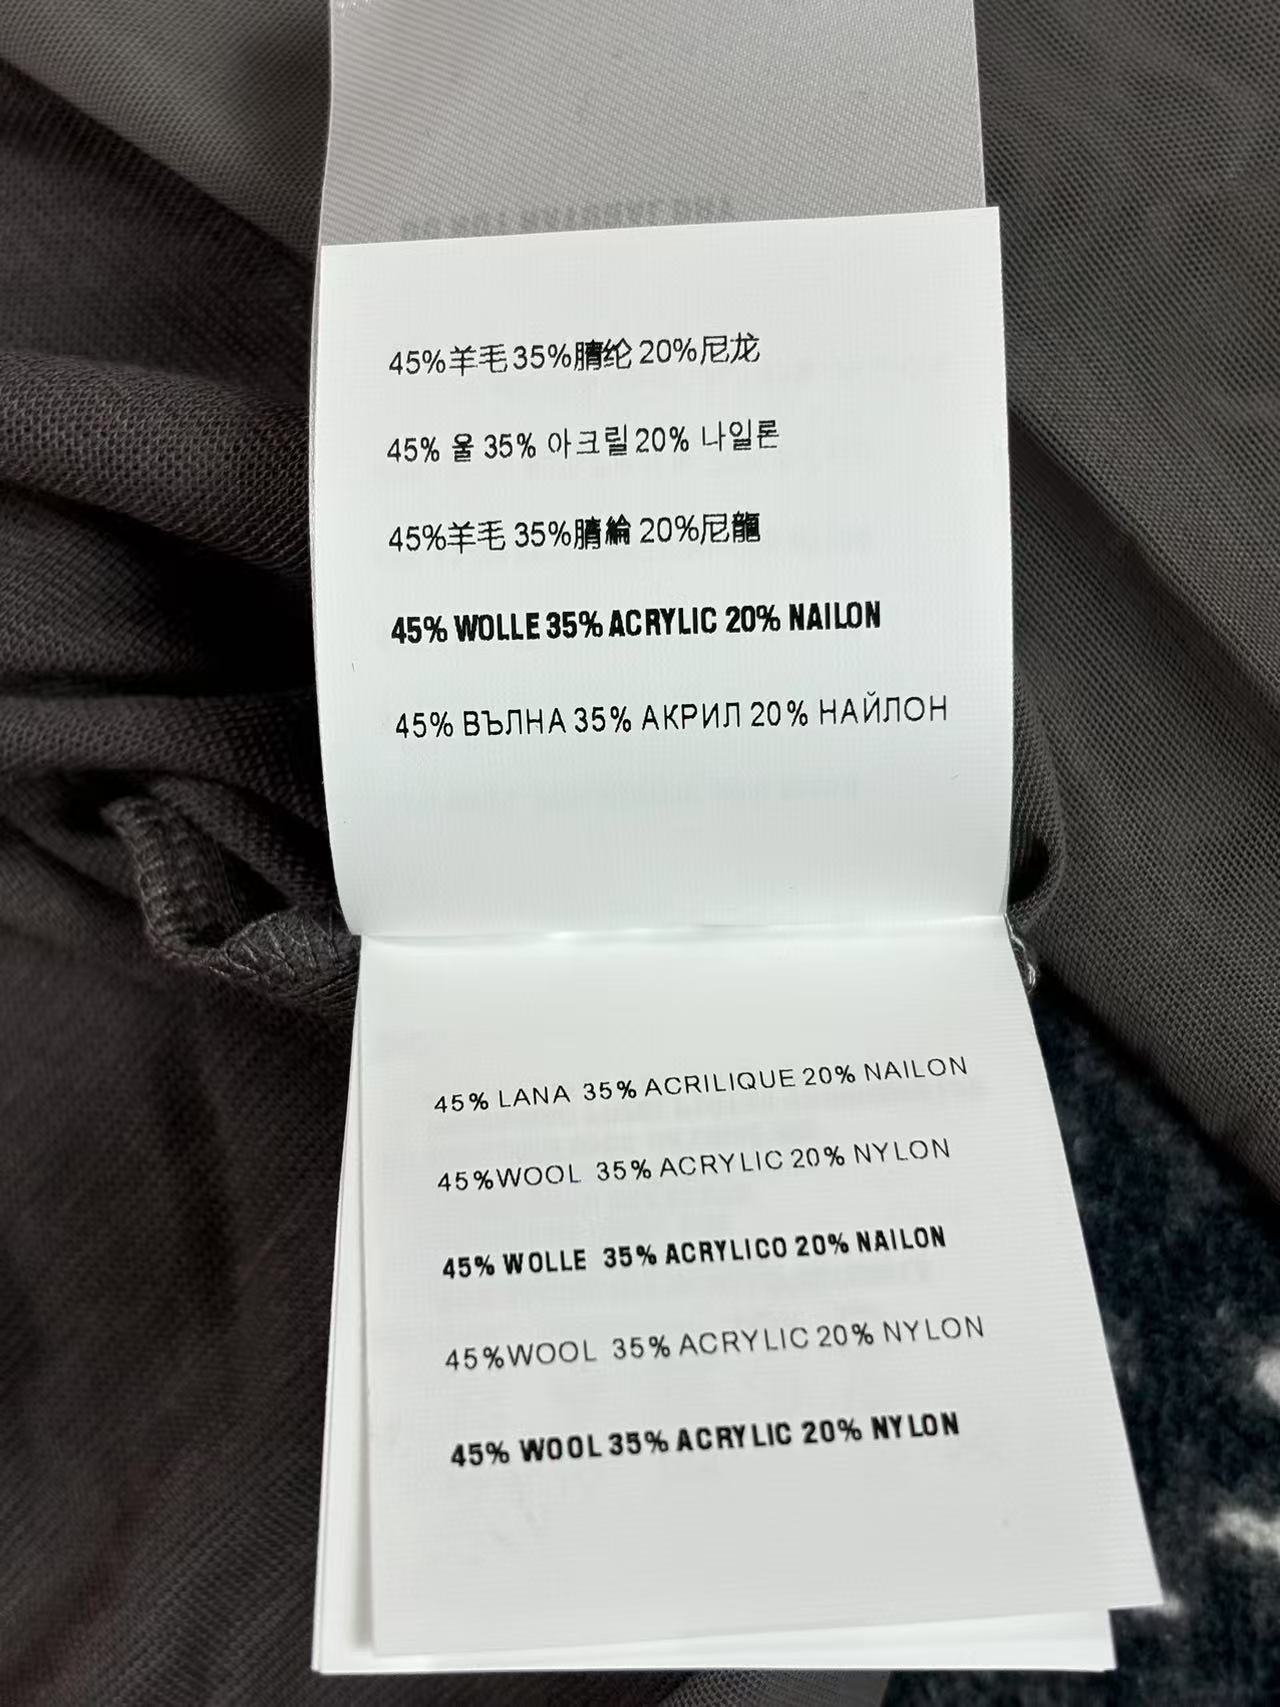 45%羊毛35%腈纶20%尼龙
45% 울 35% 아크릴 20% 나일론
45%羊毛 35%腈綸 20%尼龍
45% WOLLE 35% ACRYLIC 20% NAILON
45% ВЪЛНА 35% АКРИЛ 20% НАЙЛОН
45% LANA 35% ACRILIQUE 20% NAILON
45%WOOL 35% ACRYLIC 20% NYLON
45% WOLLE 35% ACRYLICO 20% NAILON
45%WOOL 35% ACRYLIC 20% NYLON
45% WOOL 35% ACRYLIC 20% NYLON